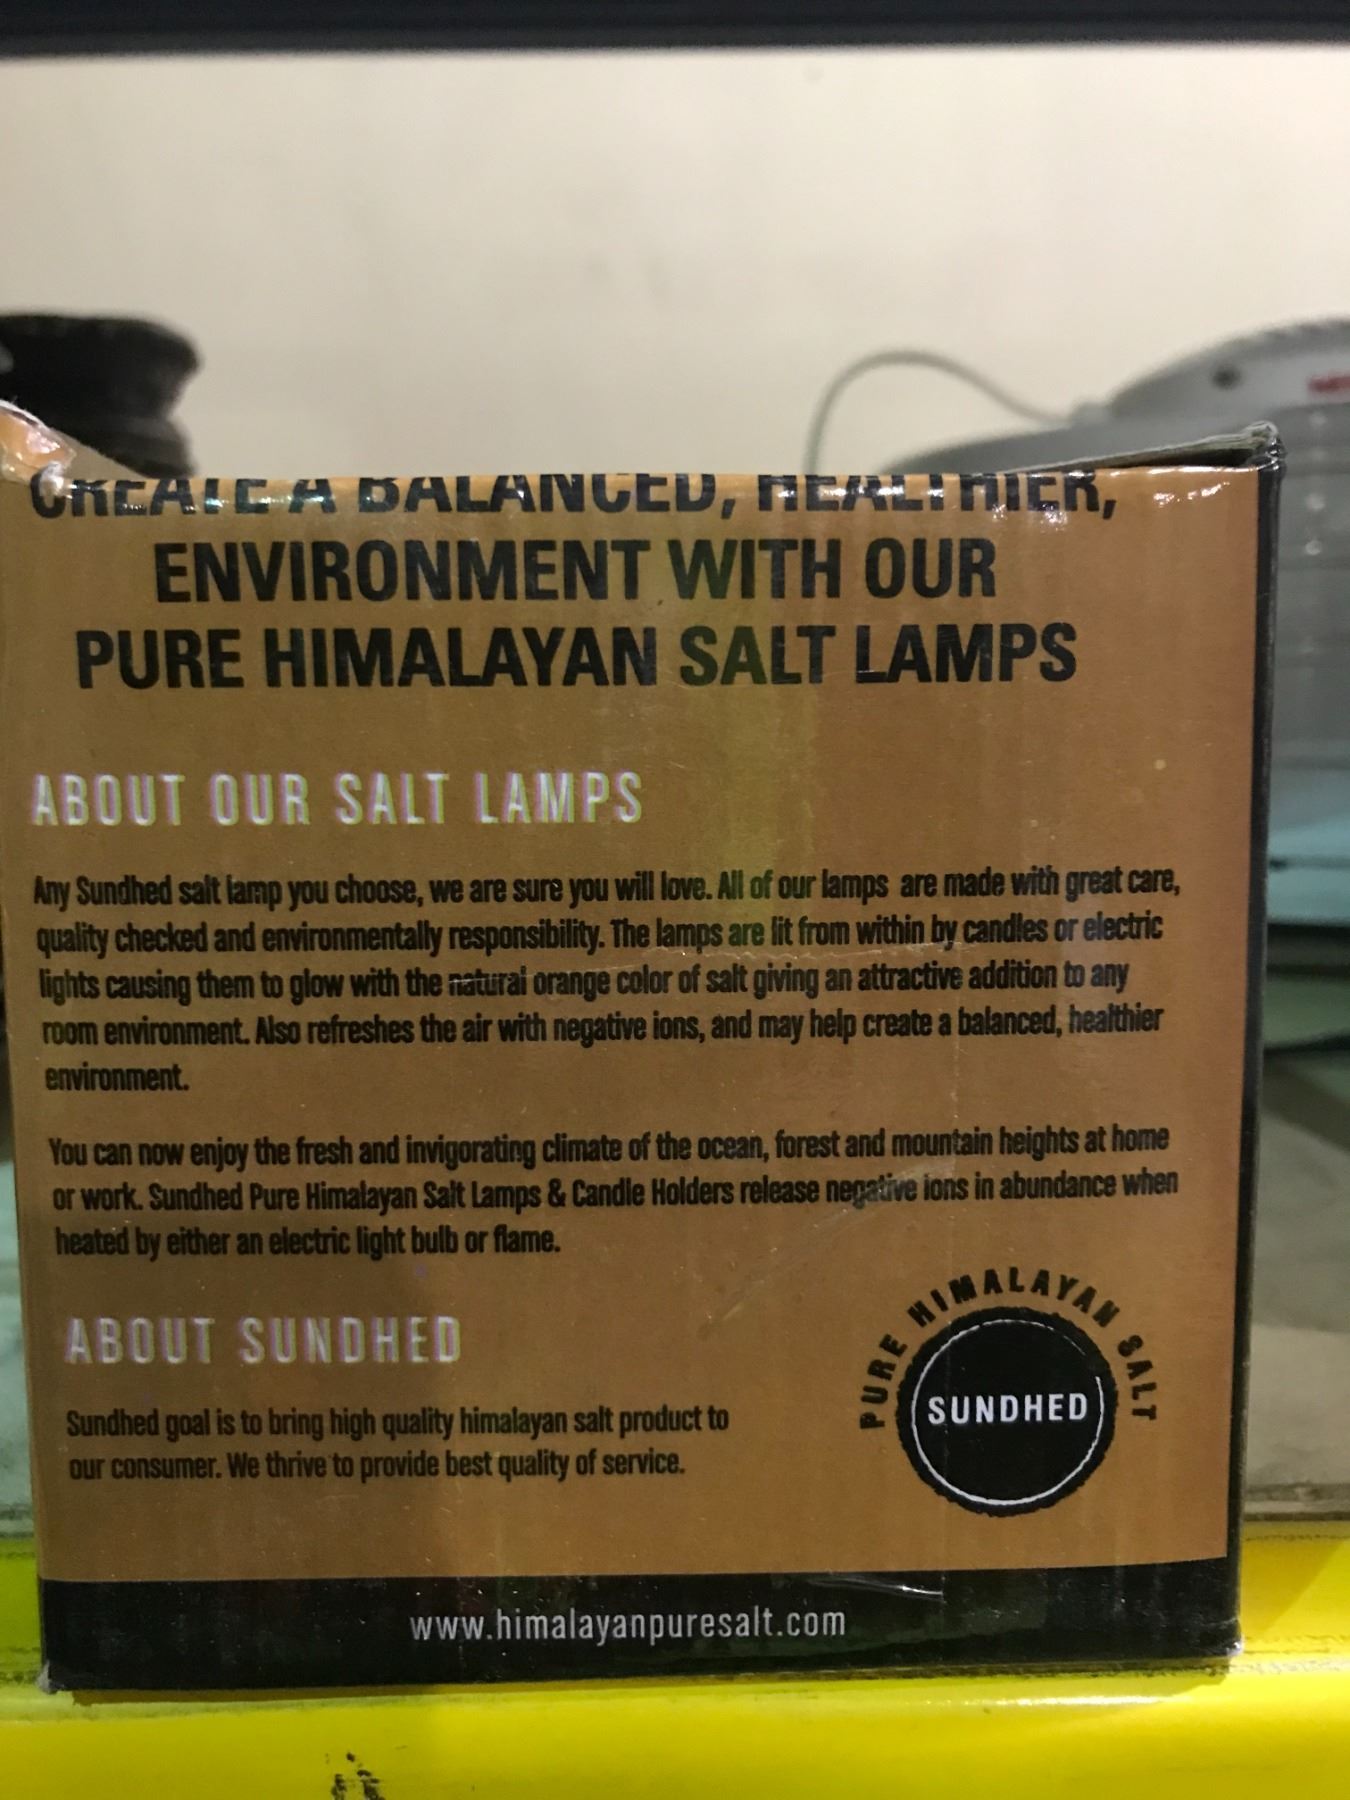 CREATE A BALANCED, HEALTHIER,
ENVIRONMENT WITH OUR
PURE HIMALAYAN SALT LAMPS
ABOUT OUR SALT LAMPS
Any Sundhed salt lamp you choose, we are sure you will love. All of our lamps are made with great care,
quality checked and environmentally responsibility. The lamps are lit from within by candles or electric
lights causing them to glow with the natural orange color of salt giving an attractive addition to any
room environment. Also refreshes the air with negative ions, and may help create a balanced, healthier
environment.
You can now enjoy the fresh and invigorating climate of the ocean, forest and mountain heights at home
or work. Sundhed Pure Himalayan Salt Lamps & Candle Holders release negative ions in abundance when
heated by either an electric light bulb or flame.
ABOUT SUNDHED
Sundhed goal is to bring high quality himalayan salt product to
our consumer. We thrive to provide best quality of service.
PURE HIMALAYAN SALT
SUNDHED
www.himalayanpuresalt.com